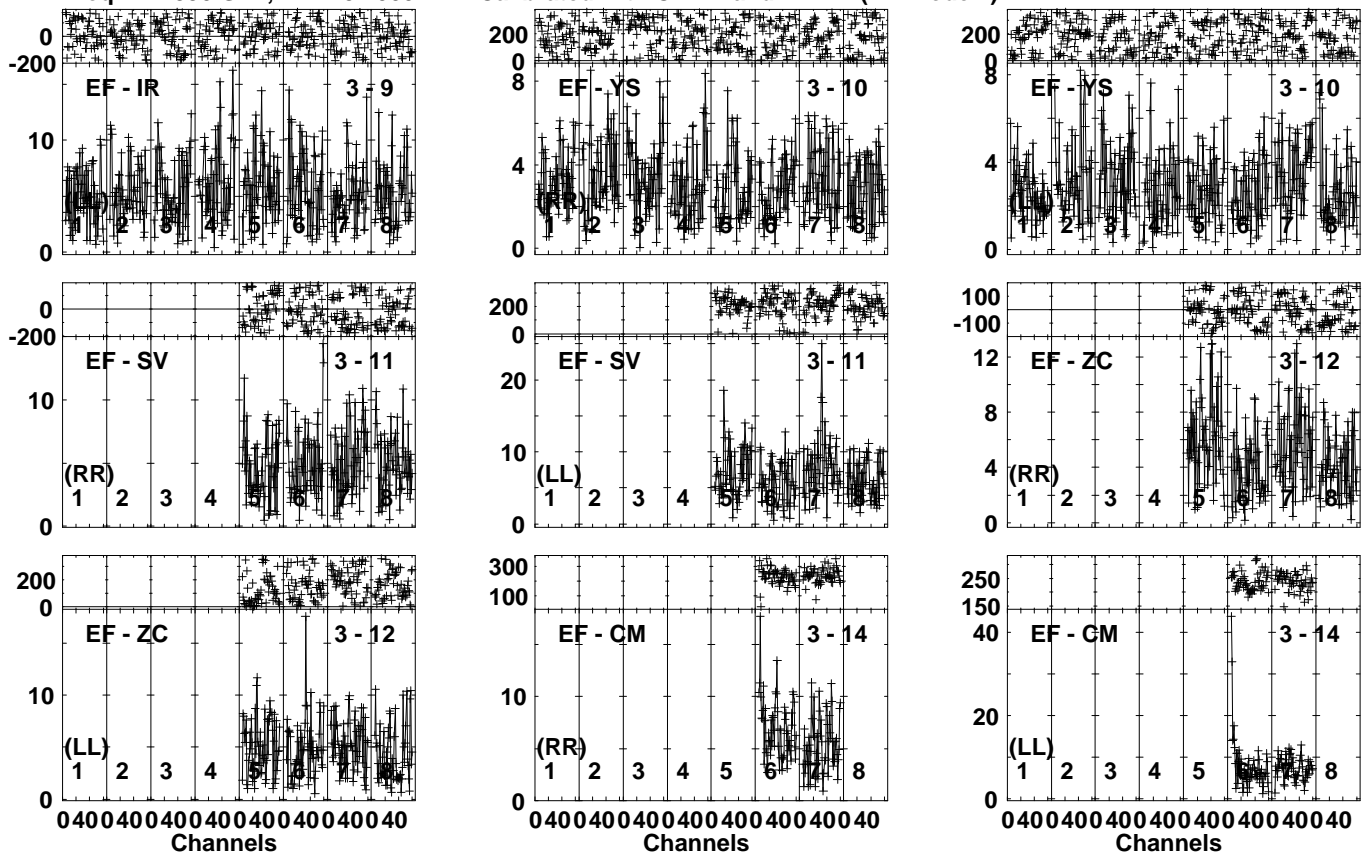 0 200 200
-200 0 0
EF - IR 3 - 9 EF - YS 3 - 10 EF - YS 3 - 10
10 8 8
4 4
(LL) (RR) (LL)
1 2 3 4 5 6 7 8 1 2 3 4 5 6 7 8 1 2 3 4 5 6 7 8
0 0 0
0 200 100
-200 0 -100
EF - SV 3 - 11 EF - SV 3 - 11 EF - ZC 3 - 12
10 20 12
10 8
4
(RR) (LL) (RR)
1 2 3 4 5 6 7 8 1 2 3 4 5 6 7 8 1 2 3 4 5 6 7 8
0 0 0
200 300 250
0 100 150
EF - ZC 3 - 12 EF - CM 3 - 14 EF - CM 3 - 14
10 10 40
20
(LL) (RR) (LL)
1 2 3 4 5 6 7 8 1 2 3 4 5 6 7 8 1 2 3 4 5 6 7 8
0 0 0
0 40 0 40 0 40 0 40 0 40 0 40 0 40 0 40 0 40 0 40 0 40 0 40 0 40 0 40 0 40 0 40 0 40 0 40 0 40 0 40 0 40 0 40 0 40 0 40
Channels Channels Channels